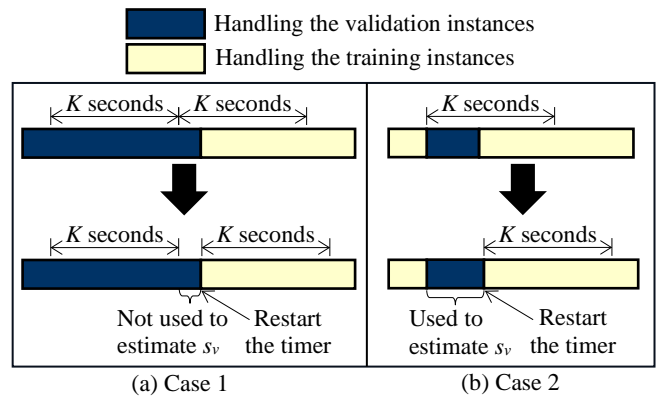 Handling the validation instances
Handling the training instances
K seconds K seconds
K seconds K seconds
Not used to estimate sv
Restart the timer
(a) Case 1
K seconds
K seconds
Used to estimate sv
Restart the timer
(b) Case 2